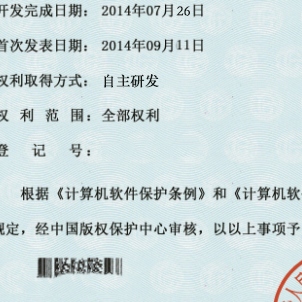 开发完成日期： 2014年07月26日
首次发表日期： 2014年09月11日
权利取得方式： 自主研发
权利范围： 全部权利
登记号：
根据《计算机软件保护条例》和《计算机软
规定，经中国版权保护中心审核，以以上事项予